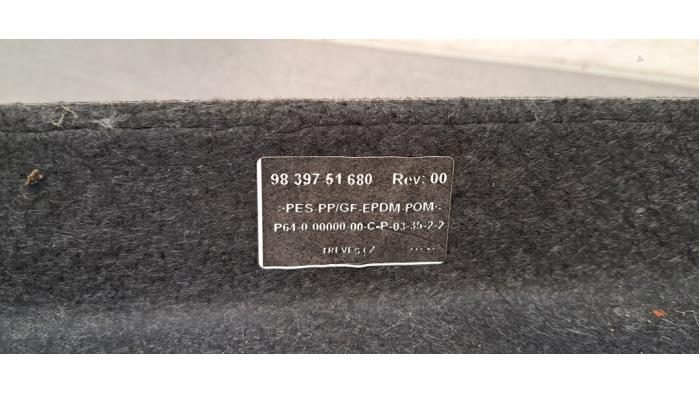 98 397 51 680 Rev: 00
>PES-PP/GF-EPDM-POM<
P64-0 00000-00-C-P-03-35-2-2
TREVES CZ